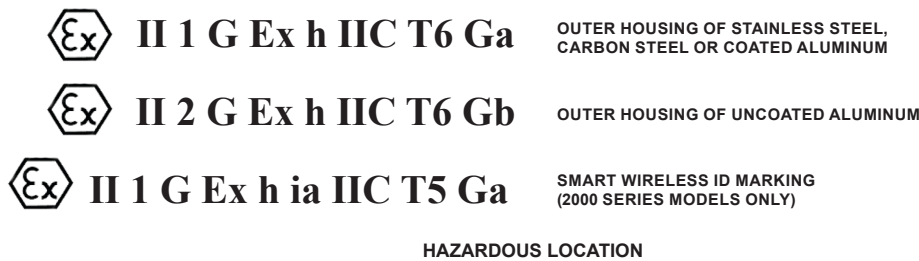 Ex II 1 G Ex h IIC T6 Ga
OUTER HOUSING OF STAINLESS STEEL,
CARBON STEEL OR COATED ALUMINUM
Ex II 2 G Ex h IIC T6 Gb
OUTER HOUSING OF UNCOATED ALUMINUM
Ex II 1 G Ex h ia IIC T5 Ga
SMART WIRELESS ID MARKING
(2000 SERIES MODELS ONLY)
HAZARDOUS LOCATION